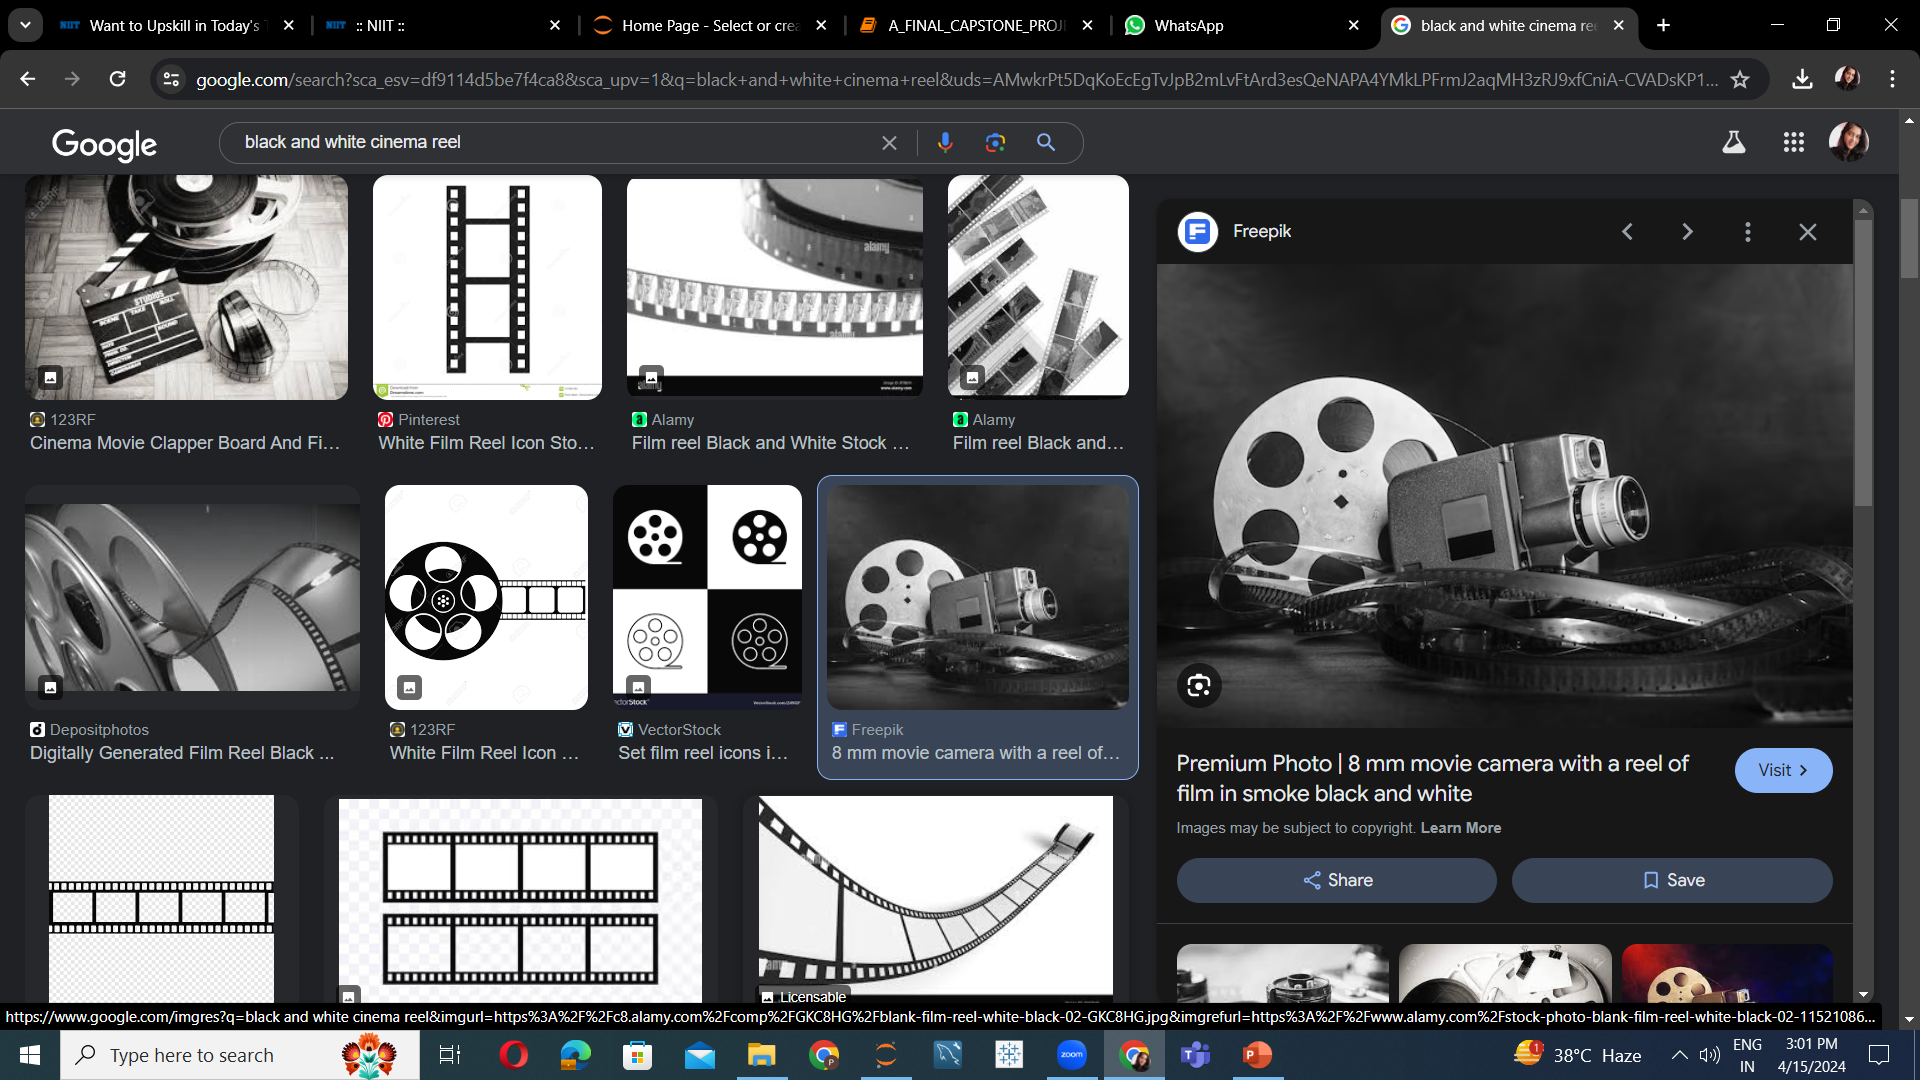 Want to Upskill in Today's T
:: NIIT ::
Home Page - Select or crea
A_FINAL_CAPSTONE_PROJE
WhatsApp
black and white cinema ree
google.com/search?sca_esv=df9114d5be7f4ca8&sca_upv=1&q=black+and+white+cinema+reel&uds=AMwkrPt5DqKoEcEgTvJpB2mLvFtArd3esQeNAPA4YMkLPFrmJ2aqMH3zRJ9xfCniA-CVADsKP1...
Google
black and white cinema reel
Freepik
STUDIOS
alamy
123RF
Cinema Movie Clapper Board And Fi...
Pinterest
White Film Reel Icon Sto...
Alamy
Film reel Black and White Stock ...
Alamy
Film reel Black and...
Depositphotos
Digitally Generated Film Reel Black ...
123RF
White Film Reel Icon ...
VectorStock
Set film reel icons i...
Freepik
8 mm movie camera with a reel of...
Premium Photo | 8 mm movie camera with a reel of
film in smoke black and white
Visit
Images may be subject to copyright. Learn More
Share
Save
Licensable
https://www.google.com/imgres?q=black and white cinema reel&imgurl=https%3A%2F%2Fc8.alamy.com%2Fcomp%2FGKC8HG%2Fblank-film-reel-white-black-02-GKC8HG.jpg&imgrefurl=https%3A%2F%2Fwww.alamy.com%2Fstock-photo-blank-film-reel-white-black-02-11521086...
Type here to search
zoom
38°C Haze
ENG
IN
3:01 PM
4/15/2024